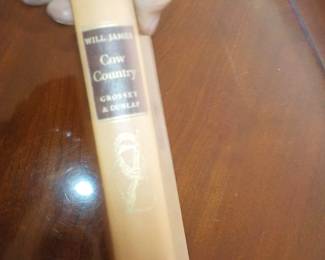 WILL JAMES
Cow
Country
GROSSET
& DUNLAP